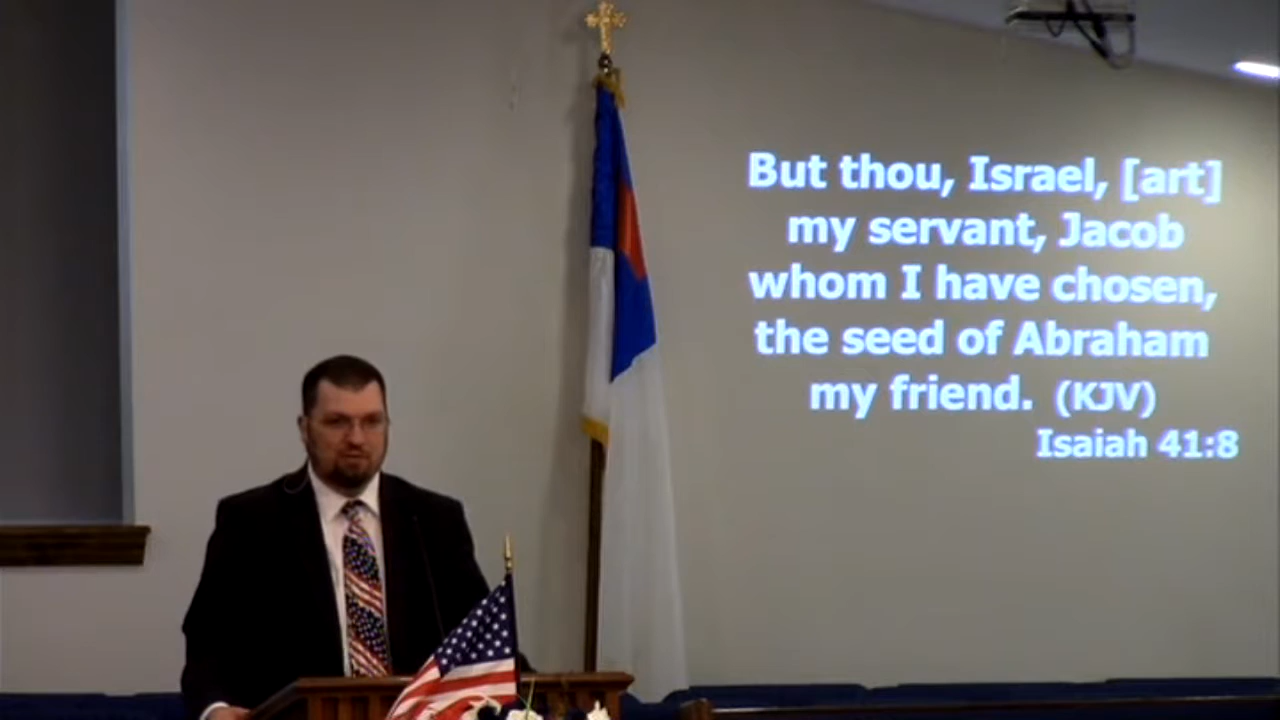 But thou, Israel, [art]
my servant, Jacob
whom I have chosen,
the seed of Abraham
my friend. (KJV)
Isaiah 41:8